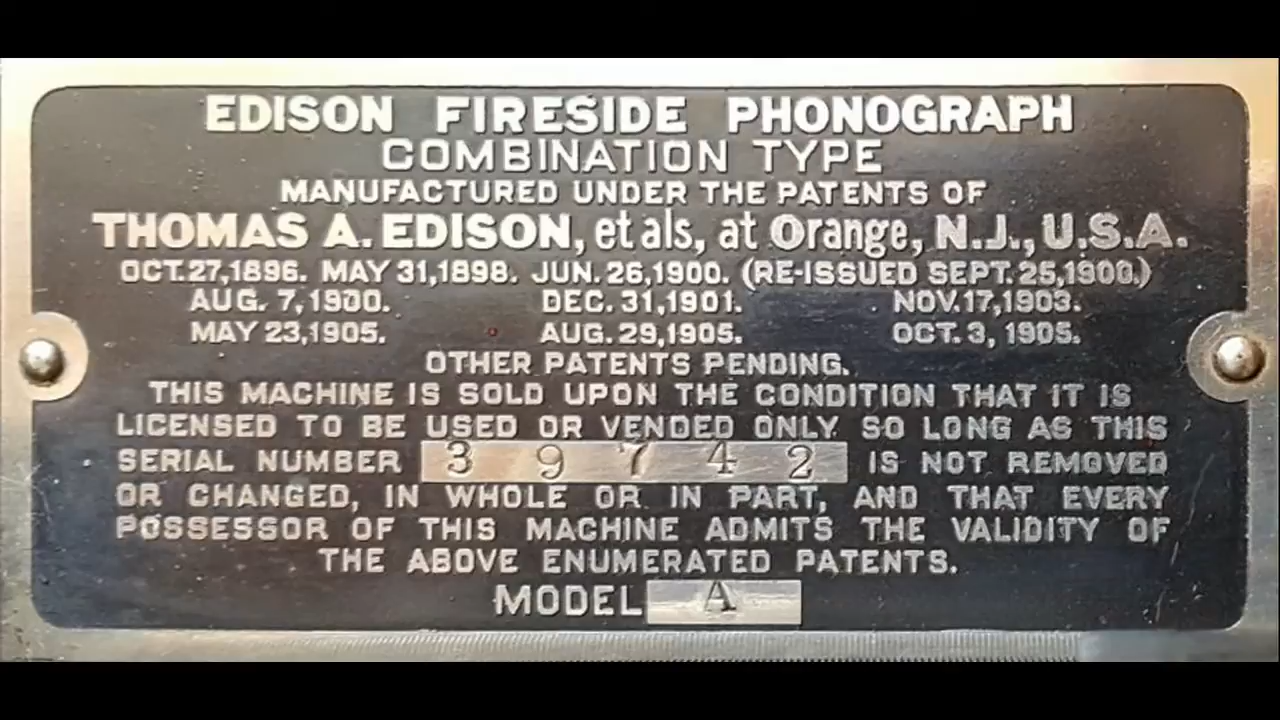 EDISON FIRESIDE PHONOGRAPH
COMBINATION TYPE
MANUFACTURED UNDER THE PATENTS OF
THOMAS A. EDISON, et als, at Orange, N.J., U.S.A.
OCT. 27, 1896. MAY 31, 1898. JUN. 26, 1900. (RE-ISSUED SEPT. 25, 1900.)
AUG. 7, 1900. DEC. 31, 1901. NOV. 17, 1903.
MAY 23, 1905. AUG. 29, 1905. OCT. 3, 1905.
OTHER PATENTS PENDING.
THIS MACHINE IS SOLD UPON THE CONDITION THAT IT IS
LICENSED TO BE USED OR VENDED ONLY SO LONG AS THIS
SERIAL NUMBER 39742 IS NOT REMOVED
OR CHANGED, IN WHOLE OR IN PART, AND THAT EVERY
POSSESSOR OF THIS MACHINE ADMITS THE VALIDITY OF
THE ABOVE ENUMERATED PATENTS.
MODEL A